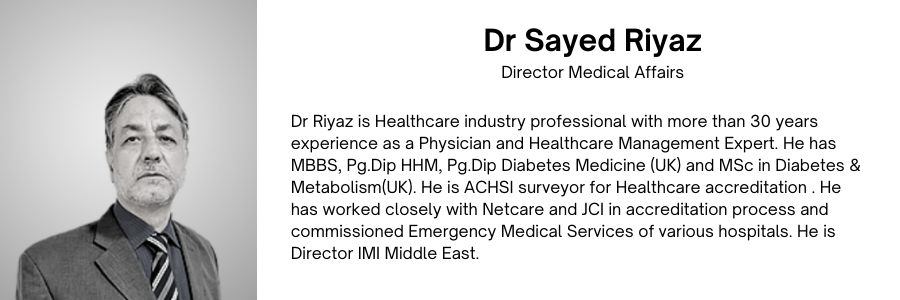 Dr Sayed Riyaz
Director Medical Affairs
Dr Riyaz is Healthcare industry professional with more than 30 years
experience as a Physician and Healthcare Management Expert. He has
MBBS, Pg.Dip HHM, Pg.Dip Diabetes Medicine (UK) and MSc in Diabetes &
Metabolism(UK). He is ACHSI surveyor for Healthcare accreditation . He
has worked closely with Netcare and JCI in accreditation process and
commissioned Emergency Medical Services of various hospitals. He is
Director IMI Middle East.